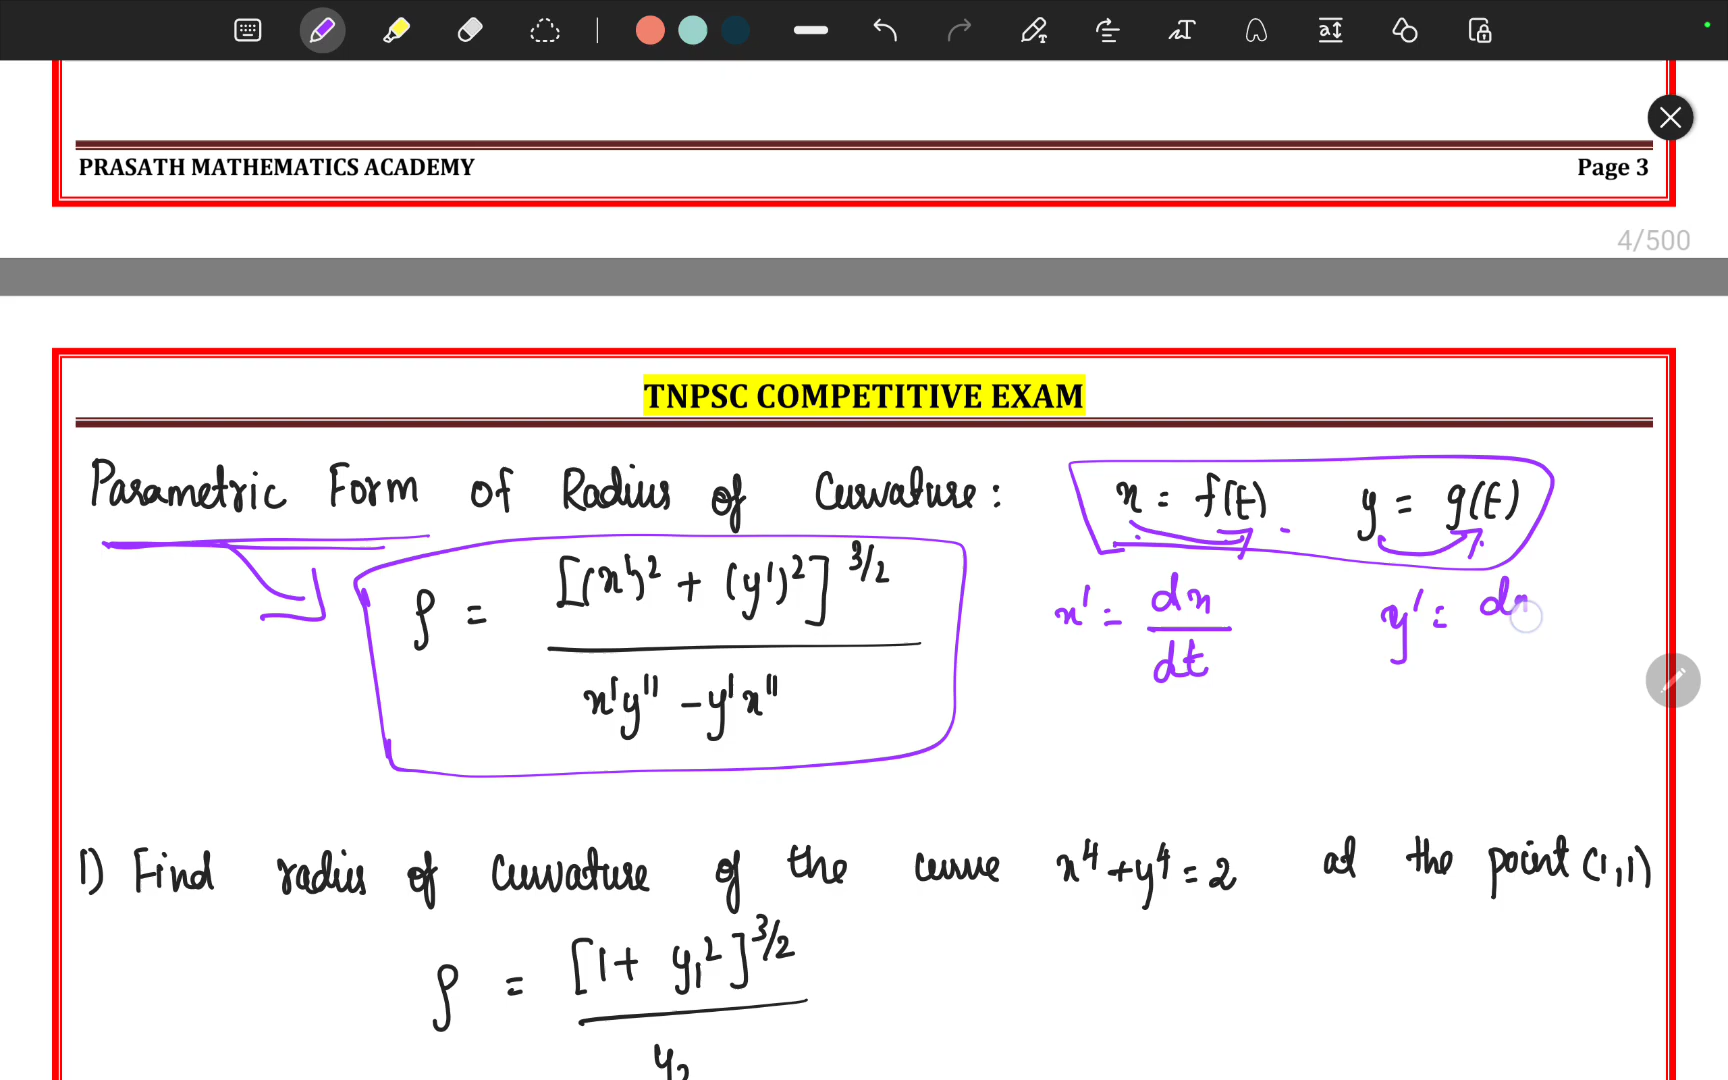 PRASATH MATHEMATICS ACADEMY Page 3
4/500
TNPSC COMPETITIVE EXAM
Parametric Form of Radius of Curvature: x = f(t) y = g(t)
ρ = [(x')² + (y')²]^3/2 / x'y'' - y'x''
x' = dx/dt y' = d
1) Find radius of curvature of the curve x⁴+y⁴=2 at the point (1,1)
ρ = [1+ y₁²]^3/2 / y₂